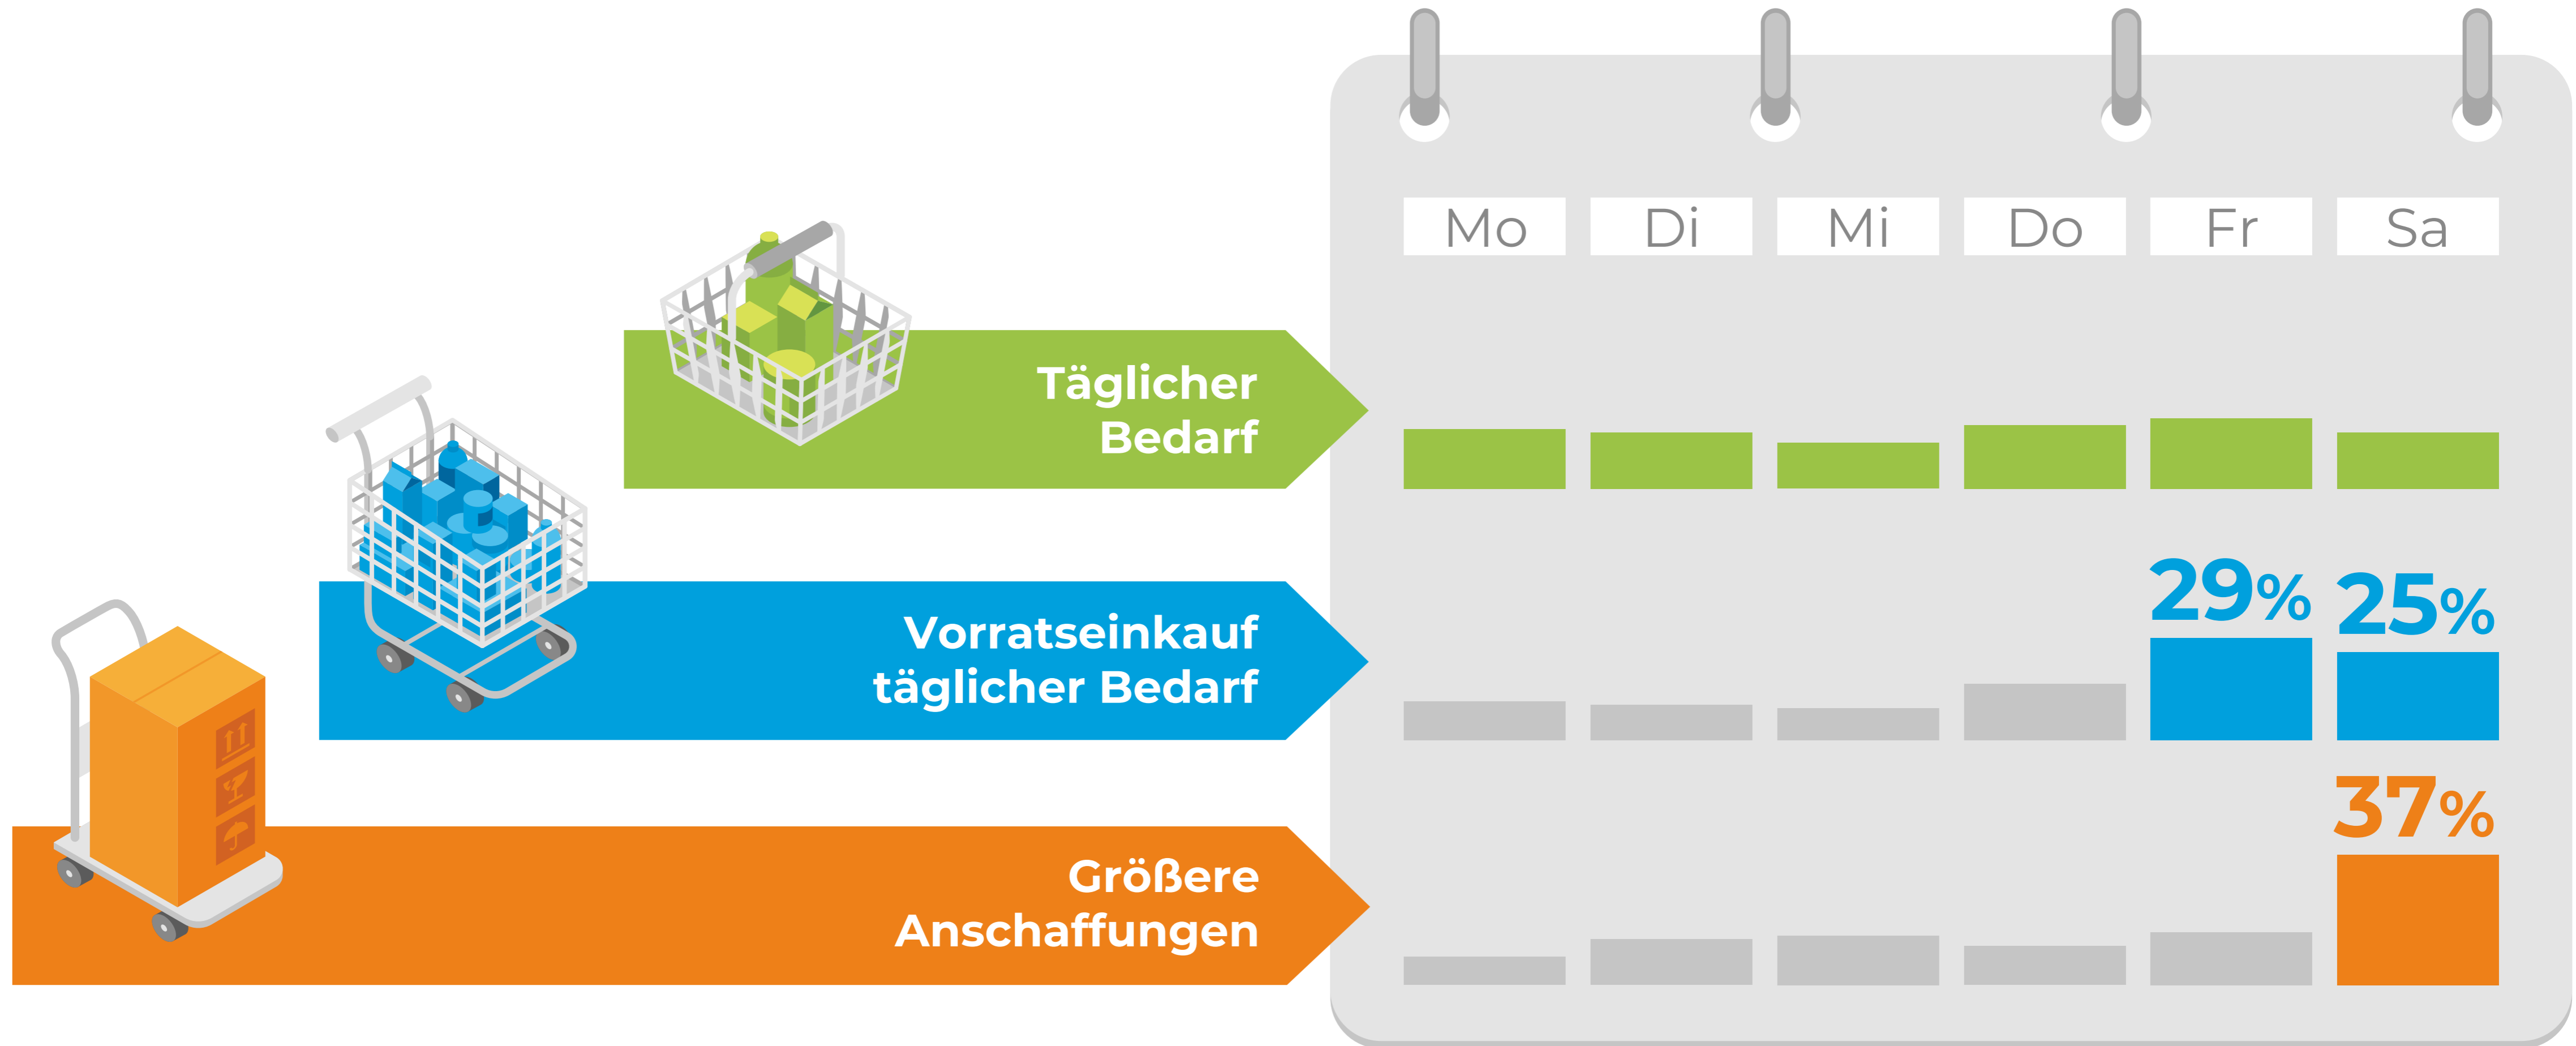 Mo Di Mi Do Fr Sa
Täglicher
Bedarf
29% 25%
Vorratseinkauf
täglicher Bedarf
37%
Größere
Anschaffungen